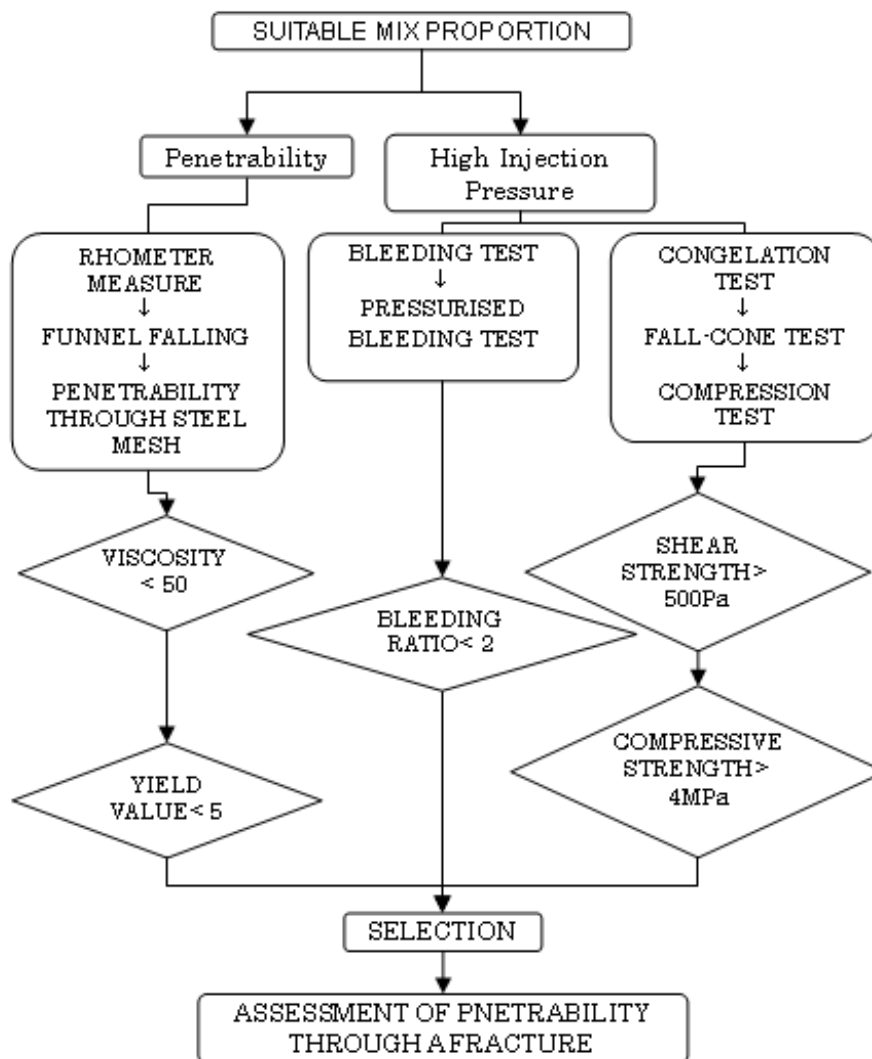 SUITABLE MIX PROPORTION
Penetrability
High Injection
Pressure
RHOMETER
MEASURE
↓
FUNNEL FALLING
↓
PENETRABILITY
THROUGH STEEL
MESH
BLEEDING TEST
↓
PRESSURISED
BLEEDING TEST
CONGELATION
TEST
↓
FALL-CONE TEST
↓
COMPRESSION
TEST
VISCOSITY
< 50
BLEEDING
RATIO< 2
SHEAR
STRENGTH>
500Pa
YIELD
VALUE< 5
COMPRESSIVE
STRENGTH>
4MPa
SELECTION
ASSESSMENT OF PNETRABILITY
THROUGH AFRACTURE